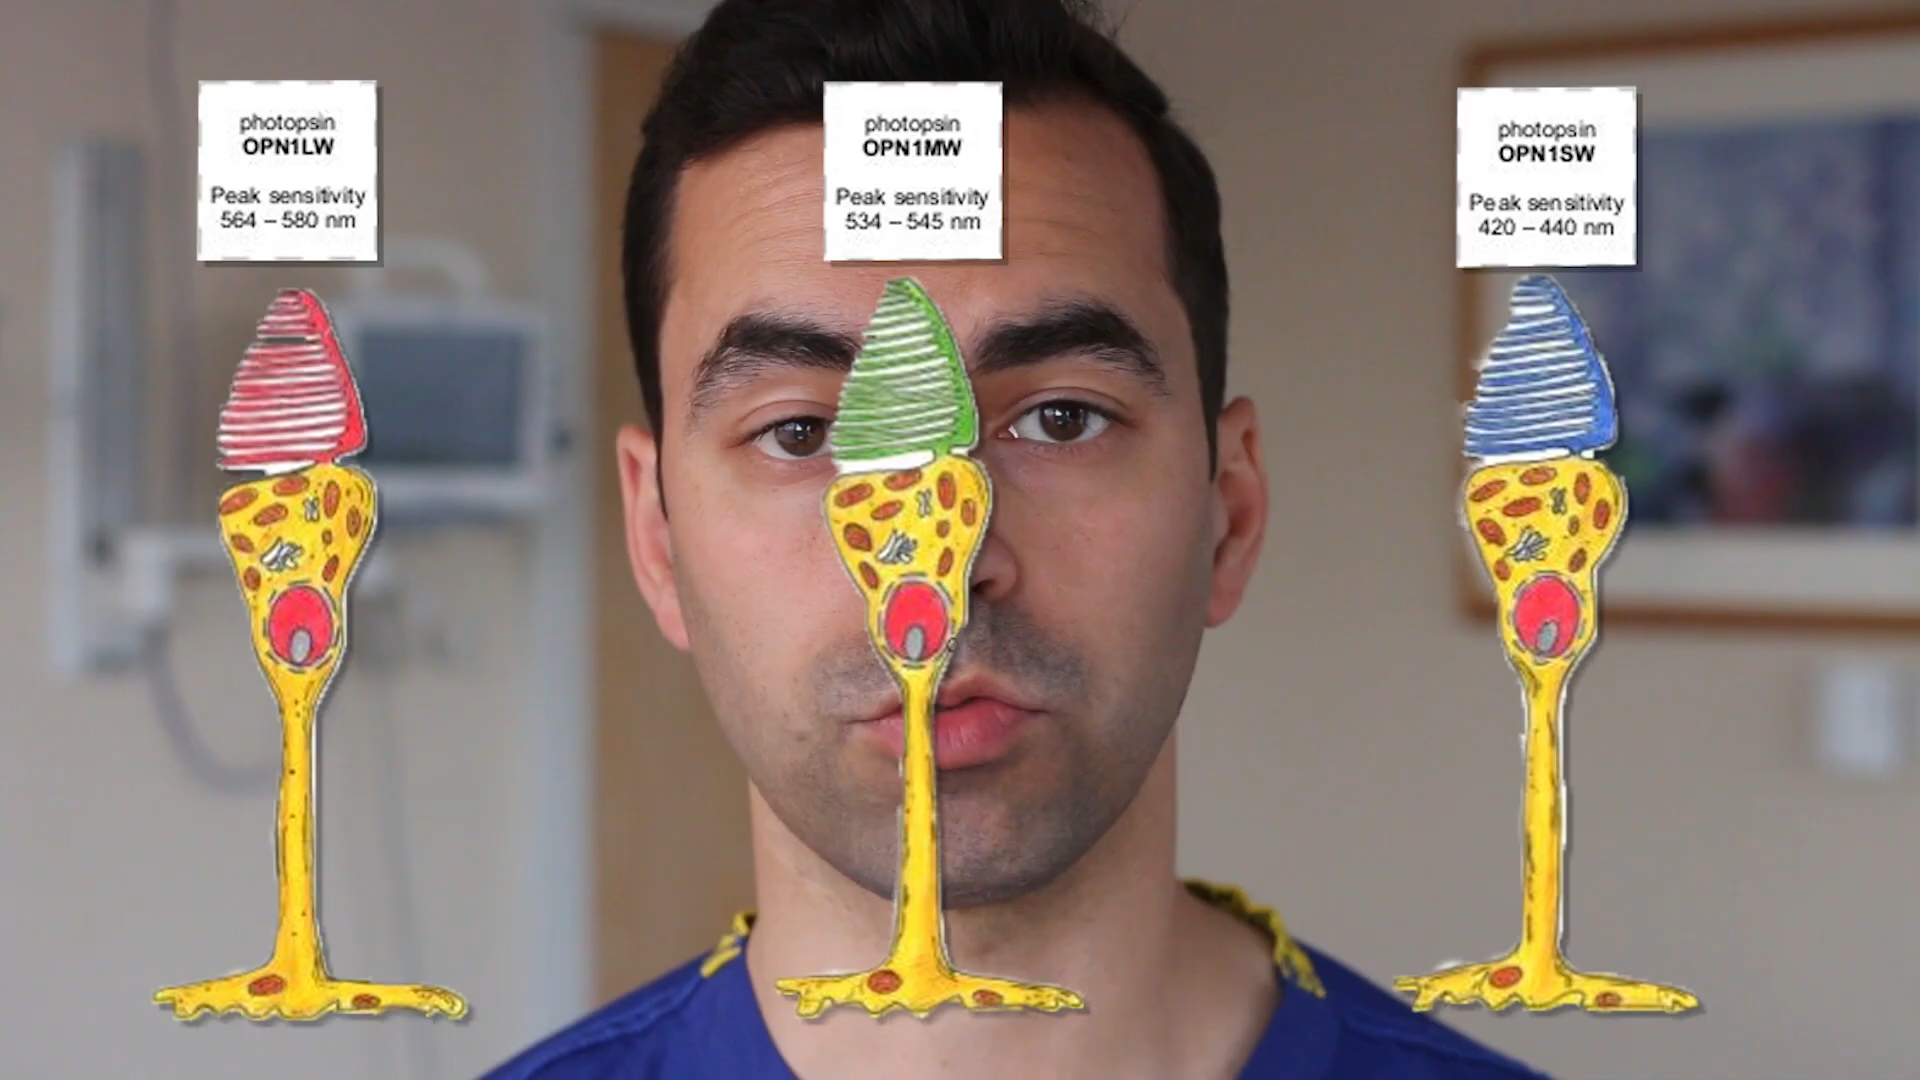 photopsin
OPN1LW
Peak sensitivity
564 – 580 nm
photopsin
OPN1MW
Peak sensitivity
534 – 545 nm
photopsin
OPN1SW
Peak sensitivity
420 – 440 nm